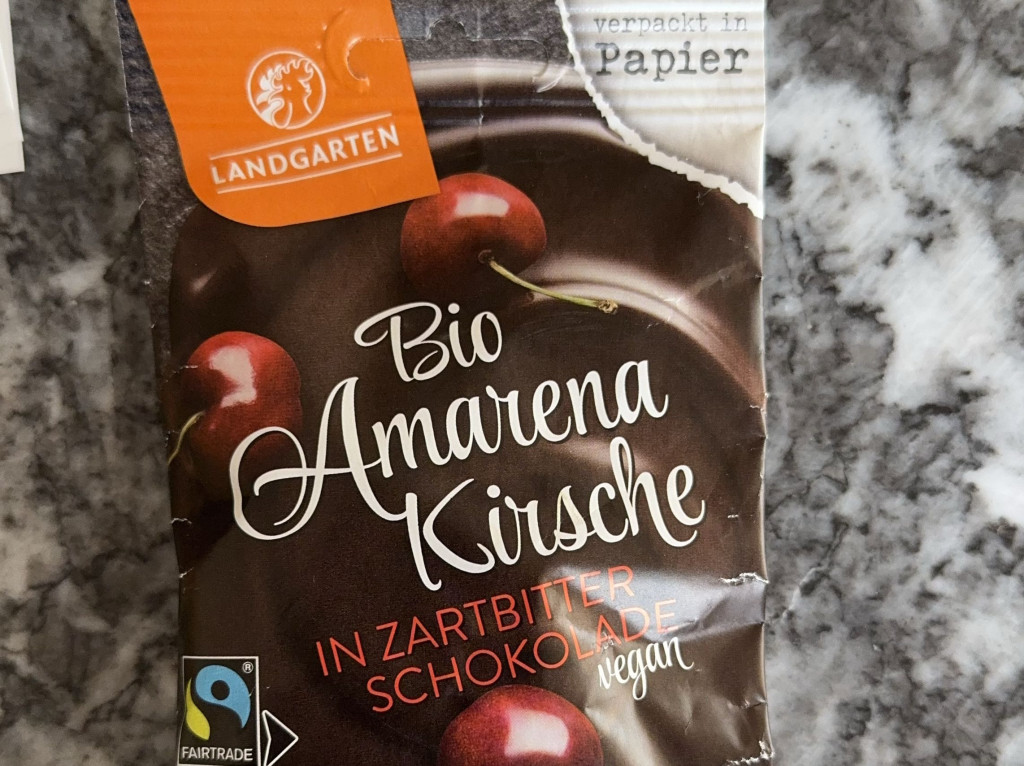 verpackt in
Papier
LANDGARTEN
Bio
Amarena
Kirsche
IN ZARTBITTER
SCHOKOLADE
vegan
®
FAIRTRADE